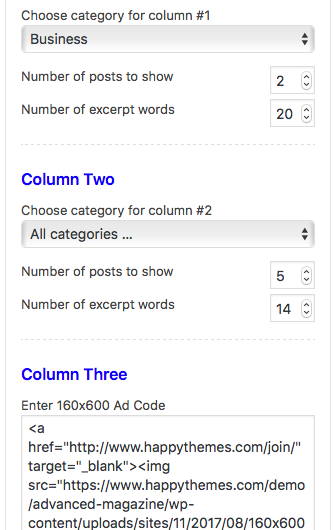 Choose category for column #1
Business
Number of posts to show
2
Number of excerpt words
20
Column Two
Choose category for column #2
All categories ...
Number of posts to show
5
Number of excerpt words
14
Column Three
Enter 160x600 Ad Code
<a
href="http://www.happythemes.com/join/"
target="_blank"><img
src="https://www.happythemes.com/demo
/advanced-magazine/wp-
content/uploads/sites/11/2017/08/160x600